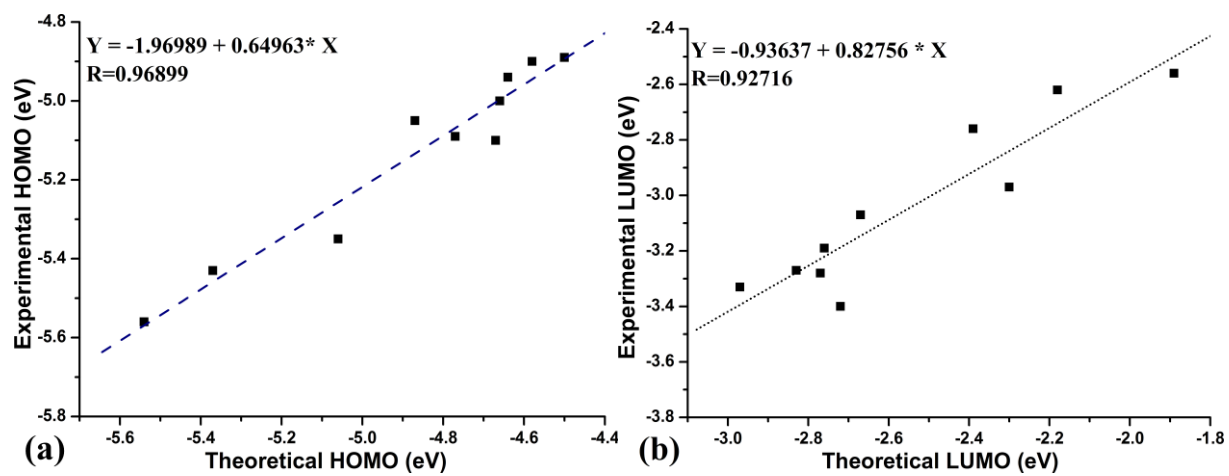 Y = -1.96989 + 0.64963* X
R=0.96899
-4.8
-5.0
-5.2
-5.4
-5.6
-5.8
Experimental HOMO (eV)
-5.6 -5.4 -5.2 -5.0 -4.8 -4.6 -4.4
(a) Theoretical HOMO (eV)
Y = -0.93637 + 0.82756 * X
R=0.92716
-2.4
-2.6
-2.8
-3.0
-3.2
-3.4
-3.6
-3.8
Experimental LUMO (eV)
-3.0 -2.8 -2.6 -2.4 -2.2 -2.0 -1.8
(b) Theoretical LUMO (eV)